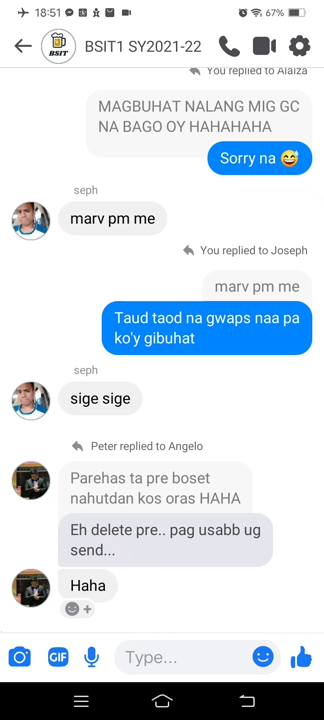 18:51
67%
BSIT
BSIT1 SY2021-22
You replied to Alaiza
MAGBUHAT NALANG MIG GC
NA BAGO OY HAHAHAHA
Sorry na 😅
seph
marv pm me
You replied to Joseph
marv pm me
Taud taod na gwaps naa pa
ko'y gibuhat
seph
sige sige
Peter replied to Angelo
Parehas ta pre boset
nahutdan kos oras HAHA
Eh delete pre.. pag usabb ug
send...
Haha
GIF
Type...